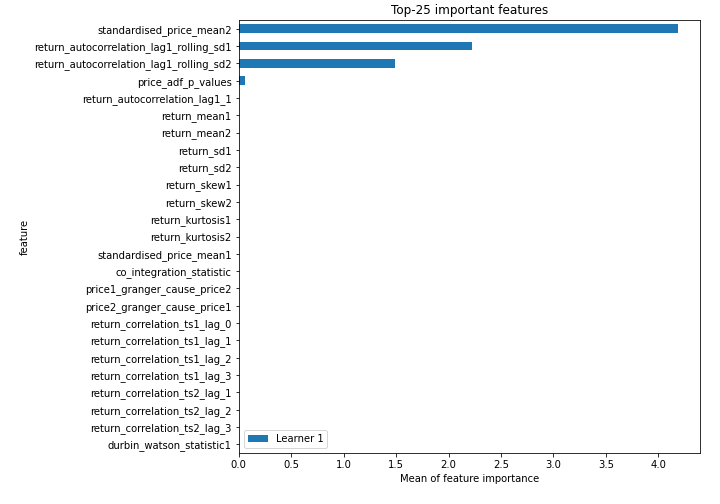 Top-25 important features
standardised_price_mean2
return_autocorrelation_lag1_rolling_sd1
return_autocorrelation_lag1_rolling_sd2
price_adf_p_values
return_autocorrelation_lag1_1
return_mean1
return_mean2
return_sd1
return_sd2
return_skew1
return_skew2
return_kurtosis1
return_kurtosis2
standardised_price_mean1
co_integration_statistic
price1_granger_cause_price2
price2_granger_cause_price1
return_correlation_ts1_lag_0
return_correlation_ts1_lag_1
return_correlation_ts1_lag_2
return_correlation_ts1_lag_3
return_correlation_ts2_lag_1
return_correlation_ts2_lag_2
return_correlation_ts2_lag_3
durbin_watson_statistic1
feature
Learner 1
0.0 0.5 1.0 1.5 2.0 2.5 3.0 3.5 4.0
Mean of feature importance